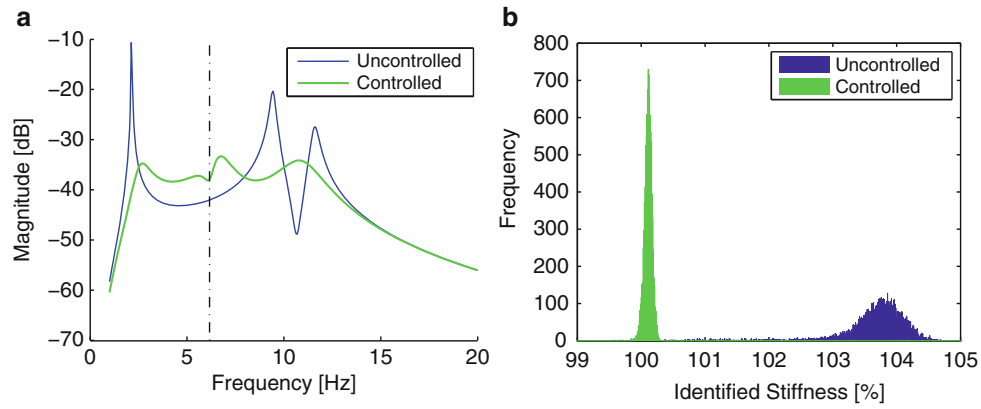 a
−10
−20
−30
−40
−50
−60
−70
Magnitude [dB]
0
5
10
15
20
Frequency [Hz]
Uncontrolled
Controlled
b
800
700
600
500
400
300
200
100
0
Frequency
99
100
101
102
103
104
105
Identified Stiffness [%]
Uncontrolled
Controlled